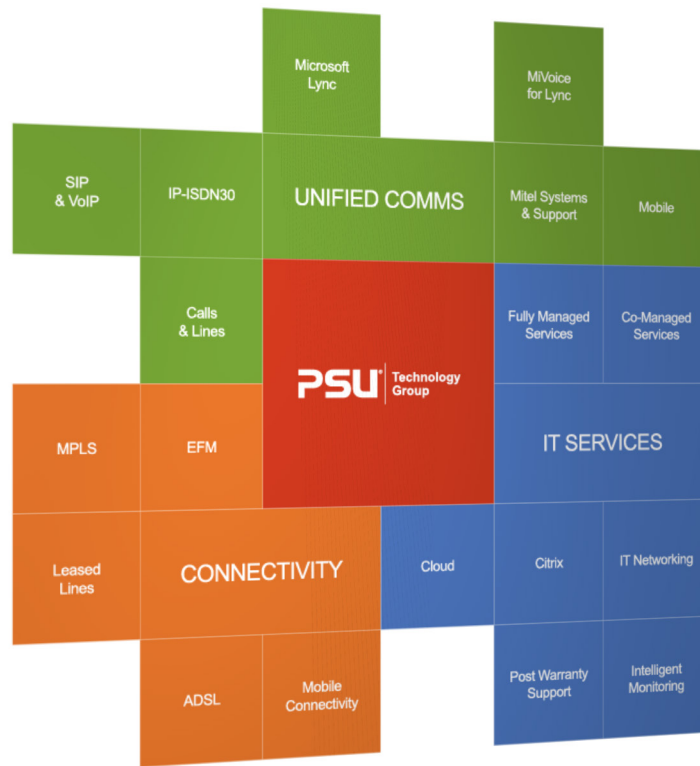 Microsoft
Lync
MiVoice
for Lync
SIP
& VoIP
IP-ISDN30
UNIFIED COMMS
Mitel Systems
& Support
Mobile
Calls
& Lines
Fully Managed
Services
Co-Managed
Services
PSU® Technology
Group
MPLS
EFM
IT SERVICES
Leased
Lines
CONNECTIVITY
Cloud
Citrix
IT Networking
ADSL
Mobile
Connectivity
Post Warranty
Support
Intelligent
Monitoring